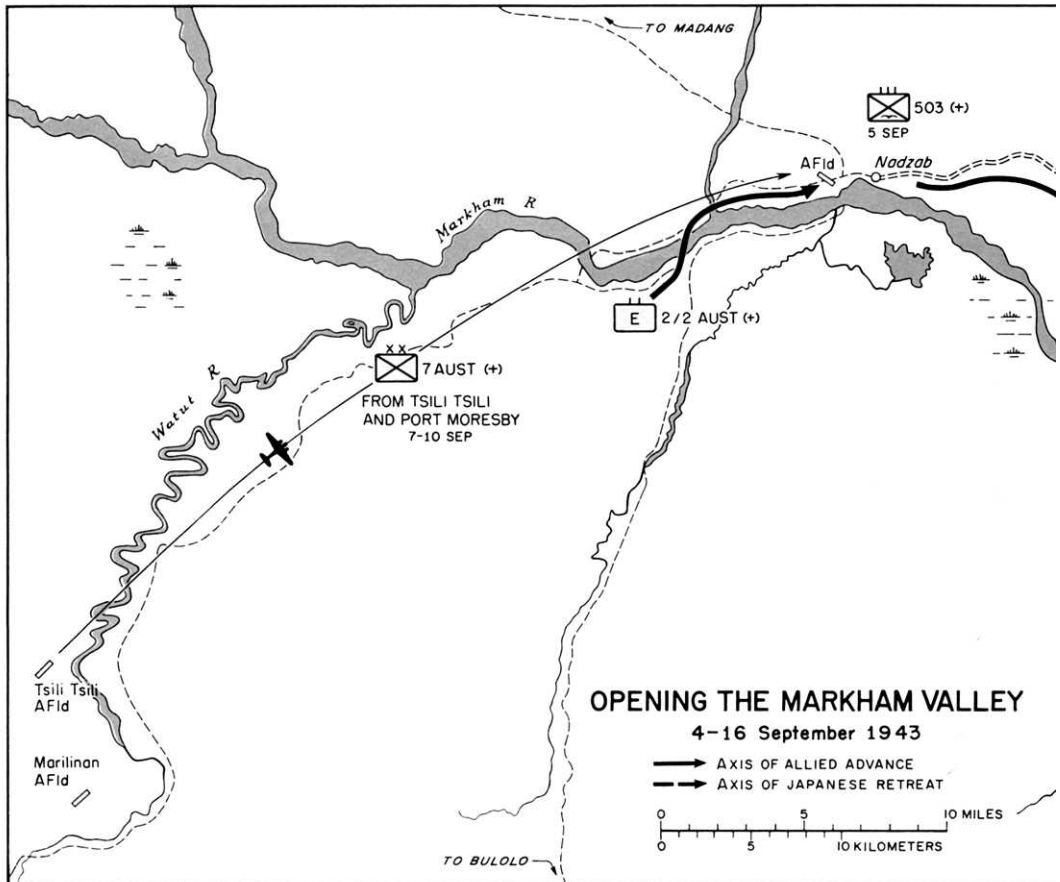 TO MADANG
503 (+)
5 SEP
AFld
Nadzab
Markham R
E
2/2 AUST (+)
7 AUST (+)
FROM TSILI TSILI
AND PORT MORESBY
7-10 SEP
Watut R
Tsili Tsili
AFld
Marilinan
AFld
OPENING THE MARKHAM VALLEY
4-16 September 1943
AXIS OF ALLIED ADVANCE
AXIS OF JAPANESE RETREAT
0 5 10 MILES
0 5 10 KILOMETERS
TO BULOLO